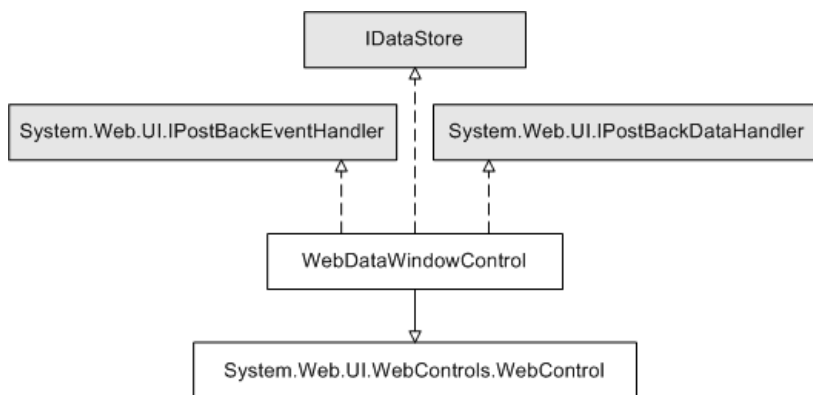 IDataStore
System.Web.UI.IPostBackEventHandler
System.Web.UI.IPostBackDataHandler
WebDataWindowControl
System.Web.UI.WebControls.WebControl